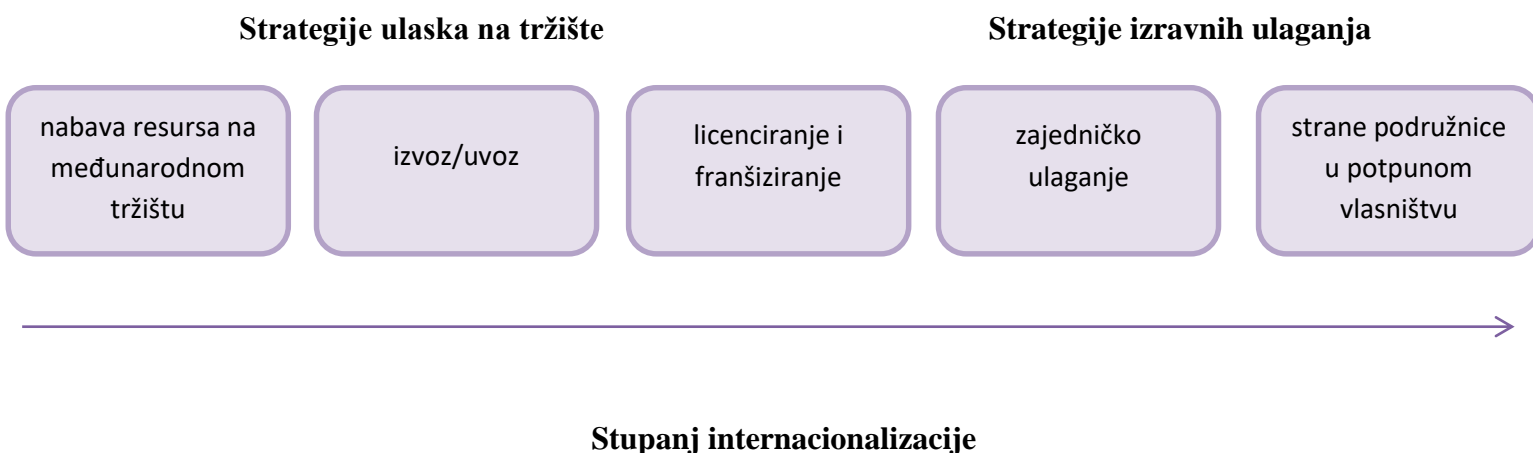 Strategije ulaska na tržište
Strategije izravnih ulaganja
nabava resursa na
međunarodnom
tržištu
izvoz/uvoz
licenciranje i
franšiziranje
zajedničko
ulaganje
strane podružnice
u potpunom
vlasništvu
Stupanj internacionalizacije